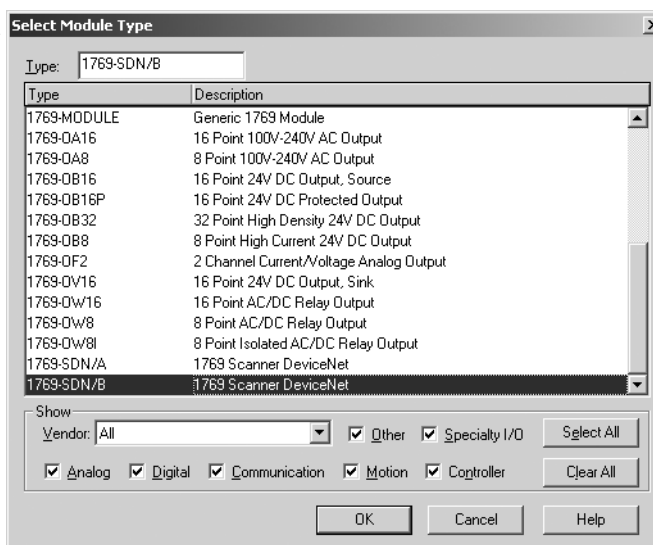 Select Module Type
Type: 1769-SDN/B
Type Description
1769-MODULE Generic 1769 Module
1769-OA16 16 Point 100V-240V AC Output
1769-OA8 8 Point 100V-240V AC Output
1769-OB16 16 Point 24V DC Output, Source
1769-OB16P 16 Point 24V DC Protected Output
1769-OB32 32 Point High Density 24V DC Output
1769-OB8 8 Point High Current 24V DC Output
1769-OF2 2 Channel Current/Voltage Analog Output
1769-OV16 16 Point 24V DC Output, Sink
1769-OW16 16 Point AC/DC Relay Output
1769-OW8 8 Point AC/DC Relay Output
1769-OW8I 8 Point Isolated AC/DC Relay Output
1769-SDN/A 1769 Scanner DeviceNet
1769-SDN/B 1769 Scanner DeviceNet
Show
Vendor: All Other Specialty I/O Select All
Analog Digital Communication Motion Controller Clear All
OK Cancel Help